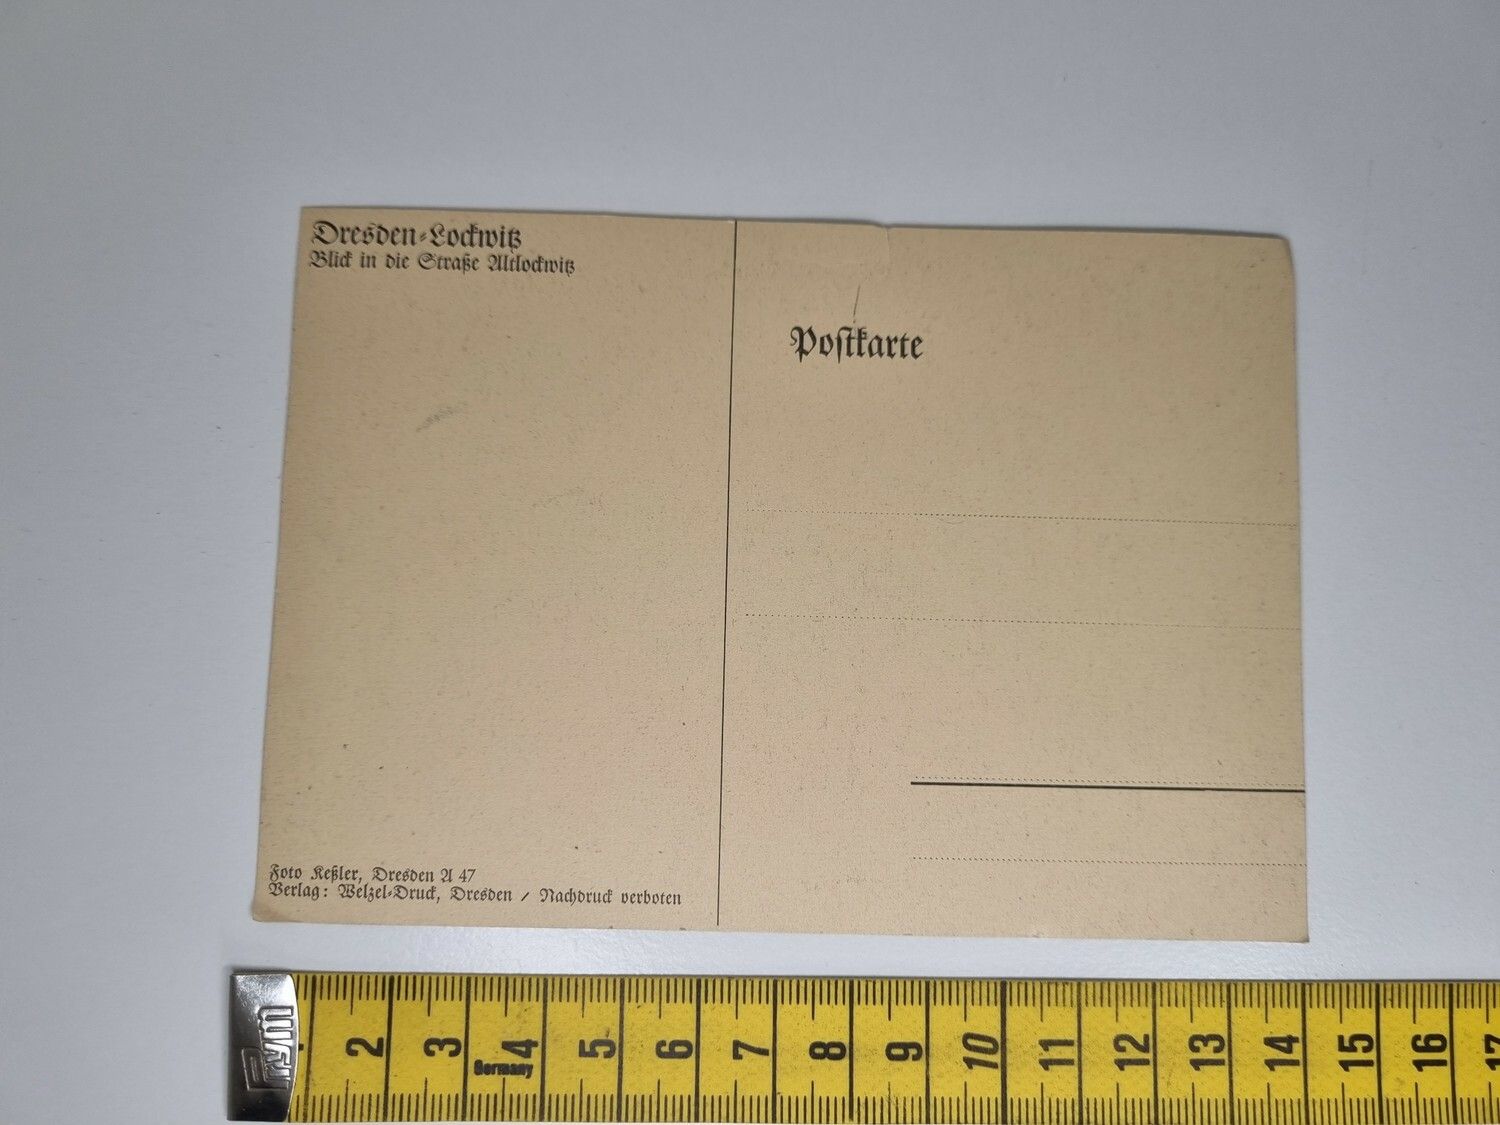 Dresden-Lockwitz
Blick in die Straße Altlockwitz
Postkarte
Foto Keßler, Dresden A 47
Verlag: Welzel-Druck, Dresden / Nachdruck verboten
Prym
2 3 4 5 6 7 8 9 10 11 12 13 14 15 16 17
Germany